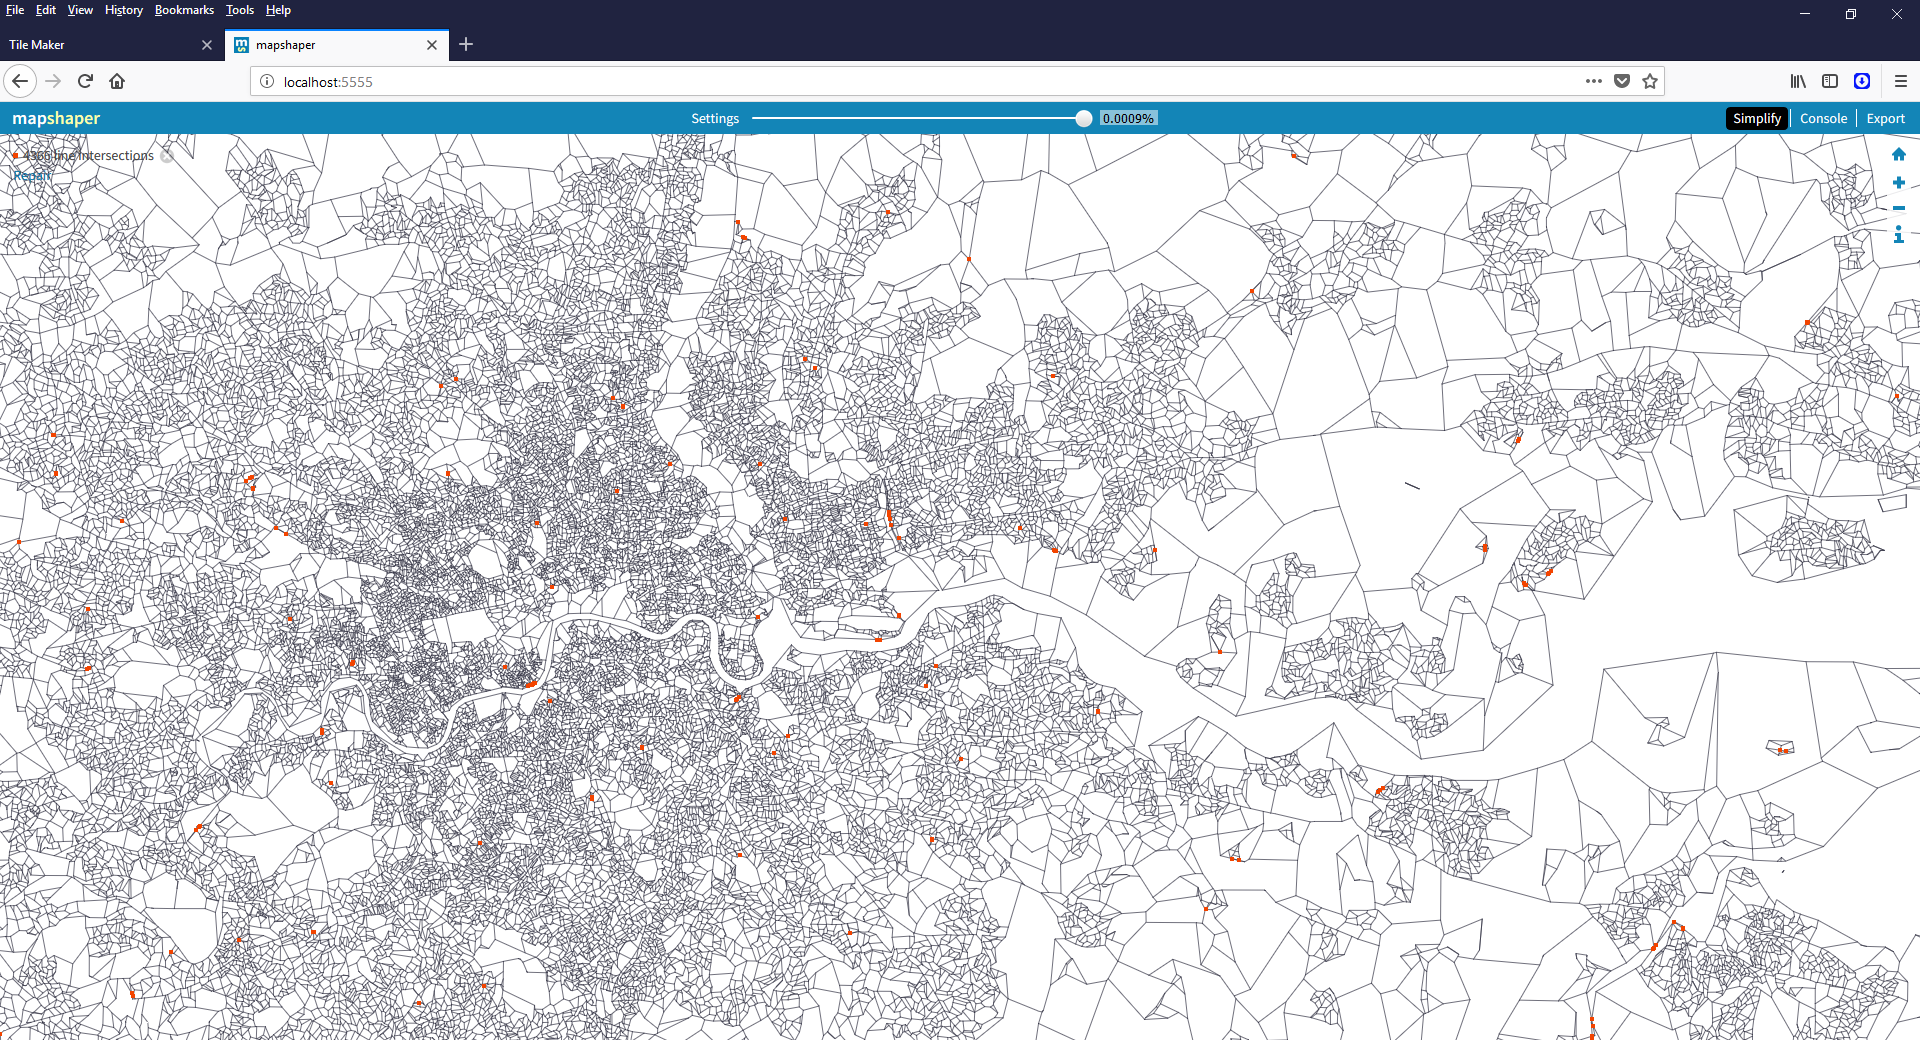 File Edit View History Bookmarks Tools Help
Tile Maker
mapshaper
localhost:5555
mapshaper
Settings
0.0009%
Simplify
Console
Export
line intersections
Repair